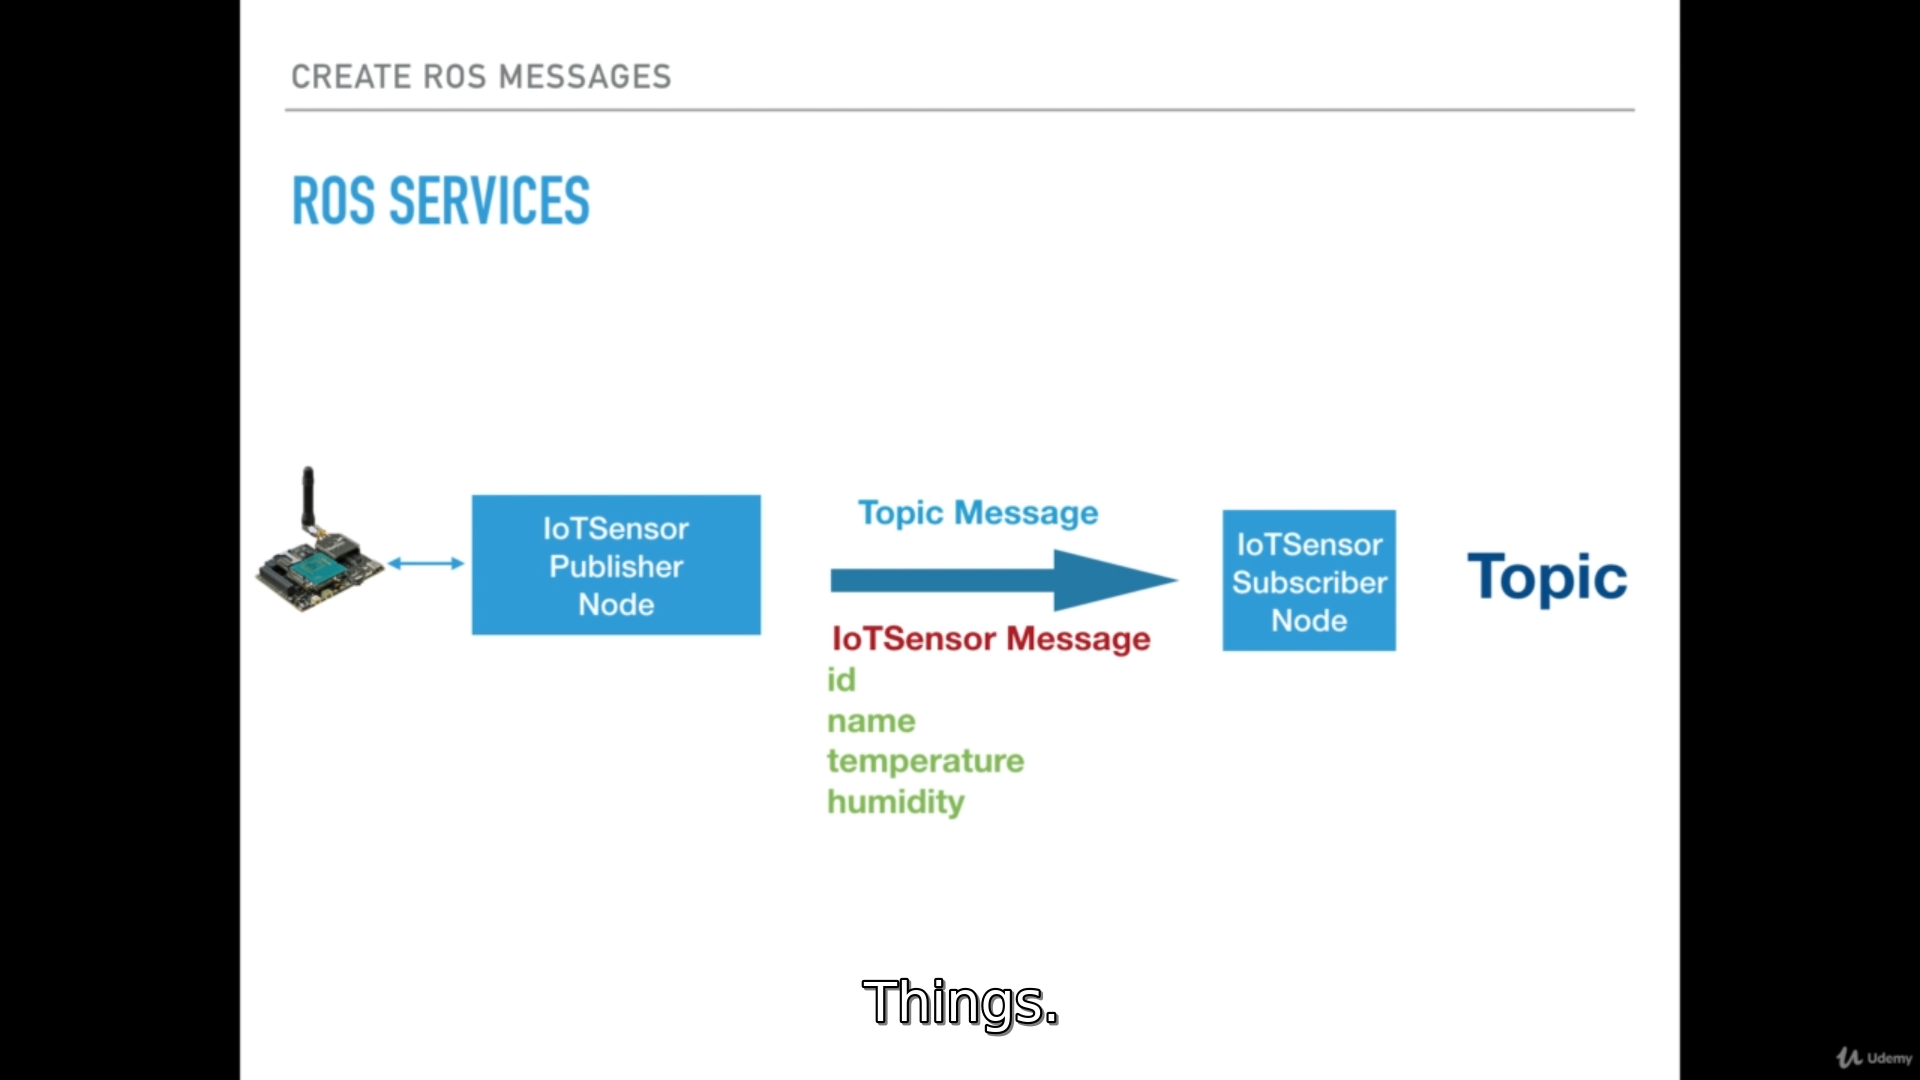 CREATE ROS MESSAGES
ROS SERVICES
IoTSensor
Publisher
Node
Topic Message
IoTSensor Message
id
name
temperature
humidity
IoTSensor
Subscriber
Node
Topic
Things.
Udemy